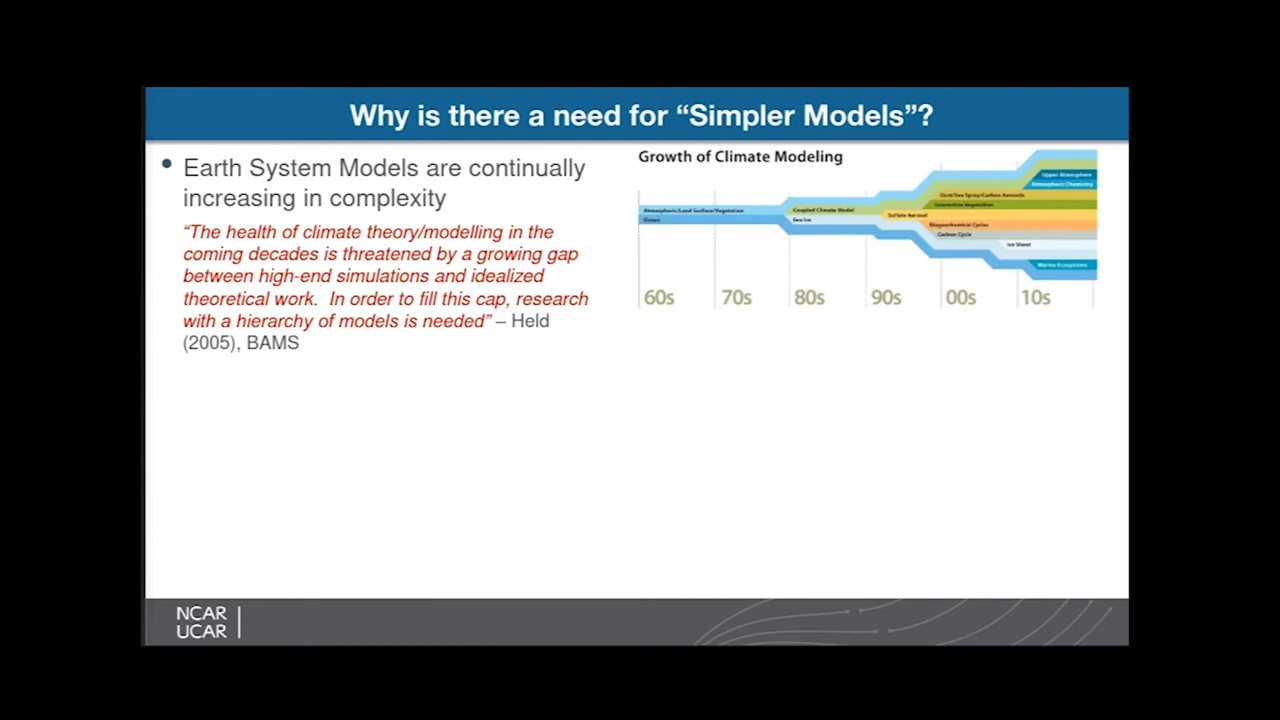 Why is there a need for “Simpler Models”?
• Earth System Models are continually
increasing in complexity
“The health of climate theory/modelling in the
coming decades is threatened by a growing gap
between high-end simulations and idealized
theoretical work.  In order to fill this cap, research
with a hierarchy of models is needed” – Held
(2005), BAMS
Growth of Climate Modeling
Atmospheric/Land Surface/Vegetation
Ocean
Coupled Climate Model
Sea Ice
Sulfate Aerosol
Dust/Sea Spray/Carbon Aerosols
Interactive Vegetation
Biogeochemical Cycles
Carbon Cycle
Upper Atmosphere
Atmospheric Chemistry
Ice Sheet
Marine Ecosystems
60s 70s 80s 90s 00s 10s
NCAR
UCAR